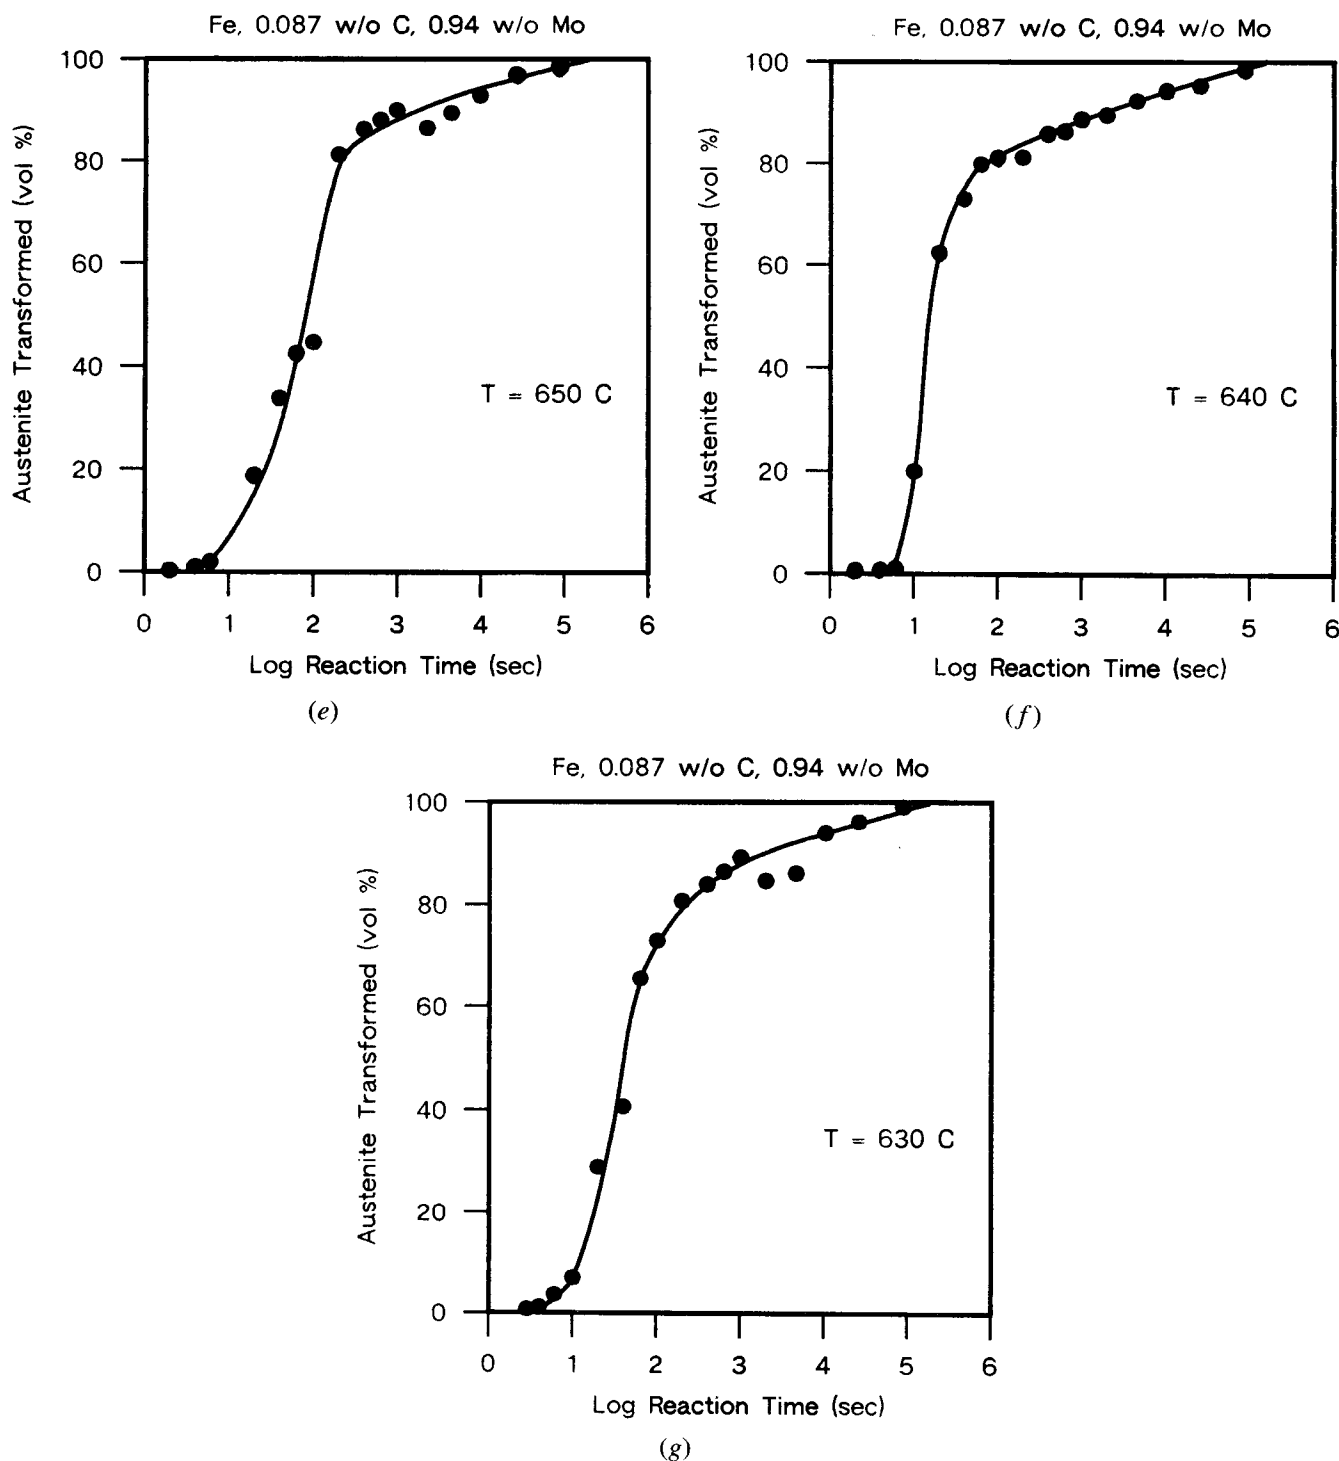 Fe, 0.087 w/o C, 0.94 w/o Mo
Austenite Transformed (vol %)
100
80
60
40
20
0
T = 650 C
0 1 2 3 4 5 6
Log Reaction Time (sec)
(e)
Fe, 0.087 w/o C, 0.94 w/o Mo
Austenite Transformed (vol %)
100
80
60
40
20
0
T = 640 C
0 1 2 3 4 5 6
Log Reaction Time (sec)
(f)
Fe, 0.087 w/o C, 0.94 w/o Mo
Austenite Transformed (vol %)
100
80
60
40
20
0
T = 630 C
0 1 2 3 4 5 6
Log Reaction Time (sec)
(g)